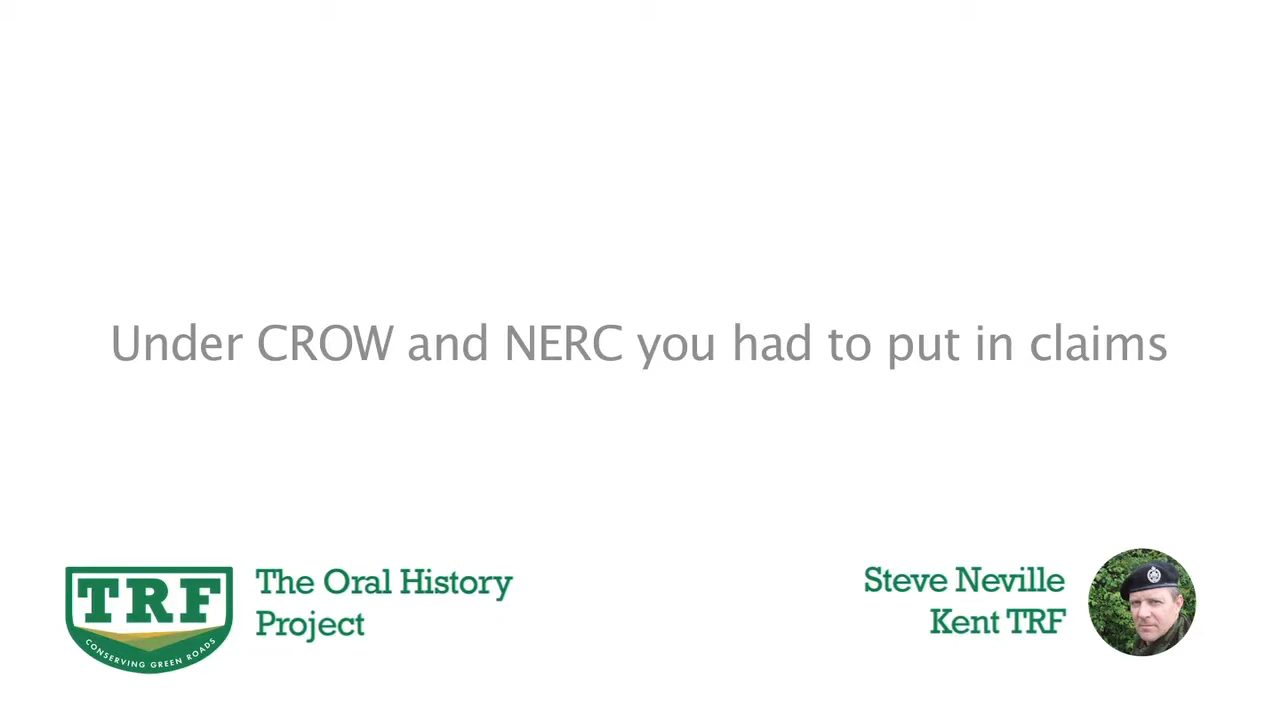 Under CROW and NERC you had to put in claims
TRF
CONSERVING GREEN ROADS
The Oral History
Project
Steve Neville
Kent TRF